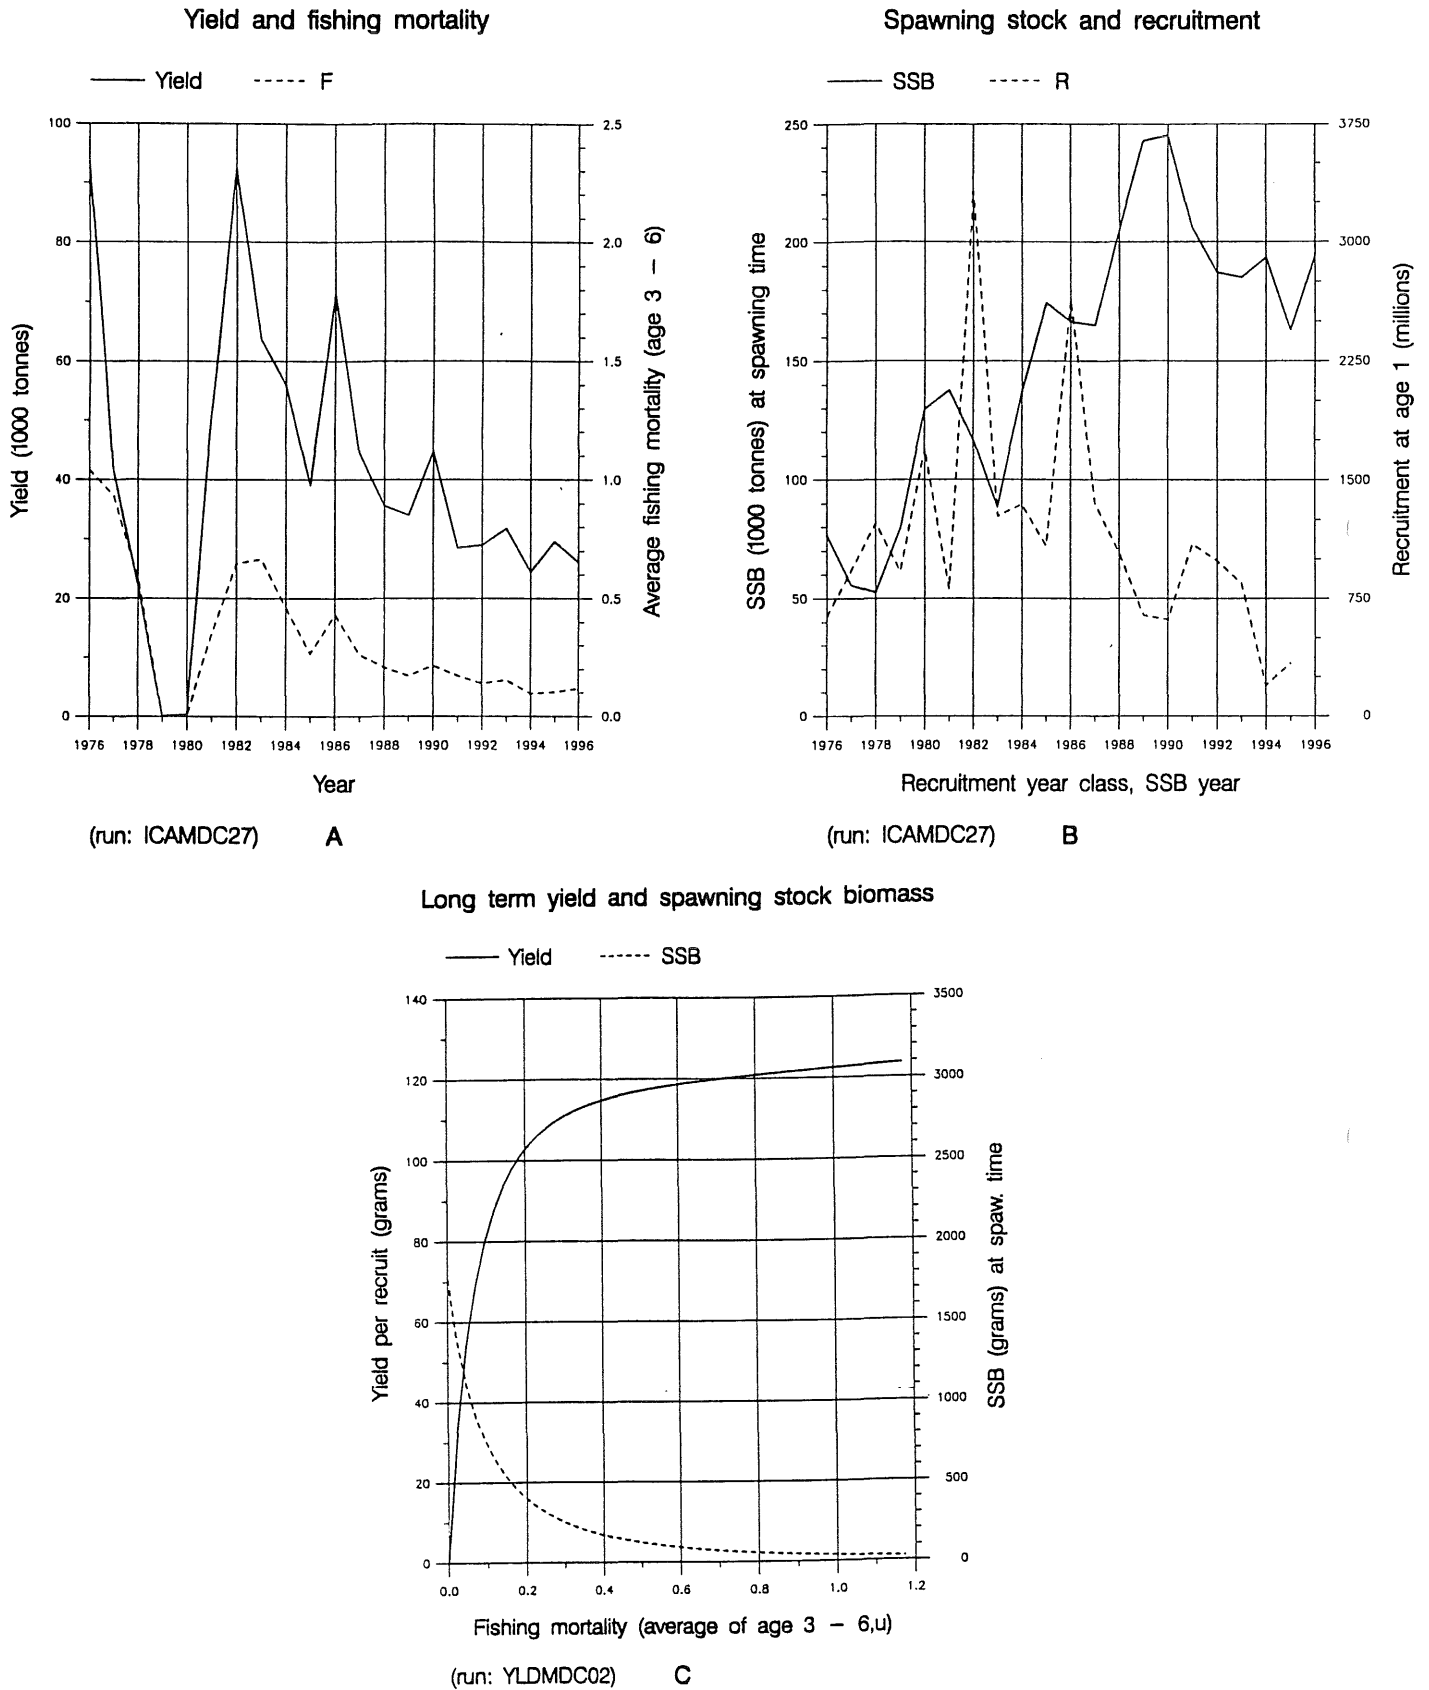 Yield and fishing mortality
Yield F
100
80
60
40
20
0
2.5
2.0
1.5
1.0
0.5
0.0
Yield (1000 tonnes)
Average fishing mortality (age 3 – 6)
1976 1978 1980 1982 1984 1986 1988 1990 1992 1994 1996
Year
(run: ICAMDC27) A
Spawning stock and recruitment
SSB R
250
200
150
100
50
0
3750
3000
2250
1500
750
0
SSB (1000 tonnes) at spawning time
Recruitment at age 1 (millions)
1976 1978 1980 1981 1982 1984 1986 1988 1990 1992 1994 1996
Recruitment year class, SSB year
(run: ICAMDC27) B
Long term yield and spawning stock biomass
Yield SSB
140
120
100
80
60
40
20
0
3500
3000
2500
2000
1500
1000
500
0
Yield per recruit (grams)
SSB (grams) at spaw. time
0.0 0.2 0.4 0.6 0.8 1.0 1.2
Fishing mortality (average of age 3 – 6,u)
(run: YLDMDC02) C